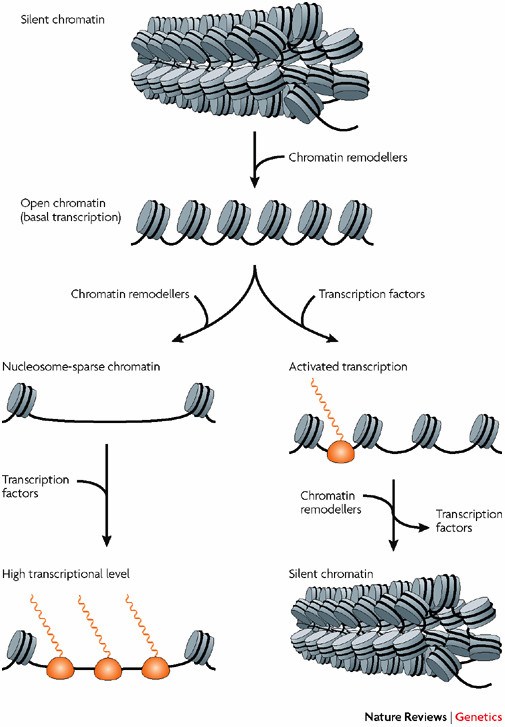 Silent chromatin
Chromatin remodellers
Open chromatin
(basal transcription)
Chromatin remodellers
Transcription factors
Nucleosome-sparse chromatin
Activated transcription
Transcription
factors
Chromatin
remodellers
Transcription
factors
High transcriptional level
Silent chromatin
Nature Reviews | Genetics